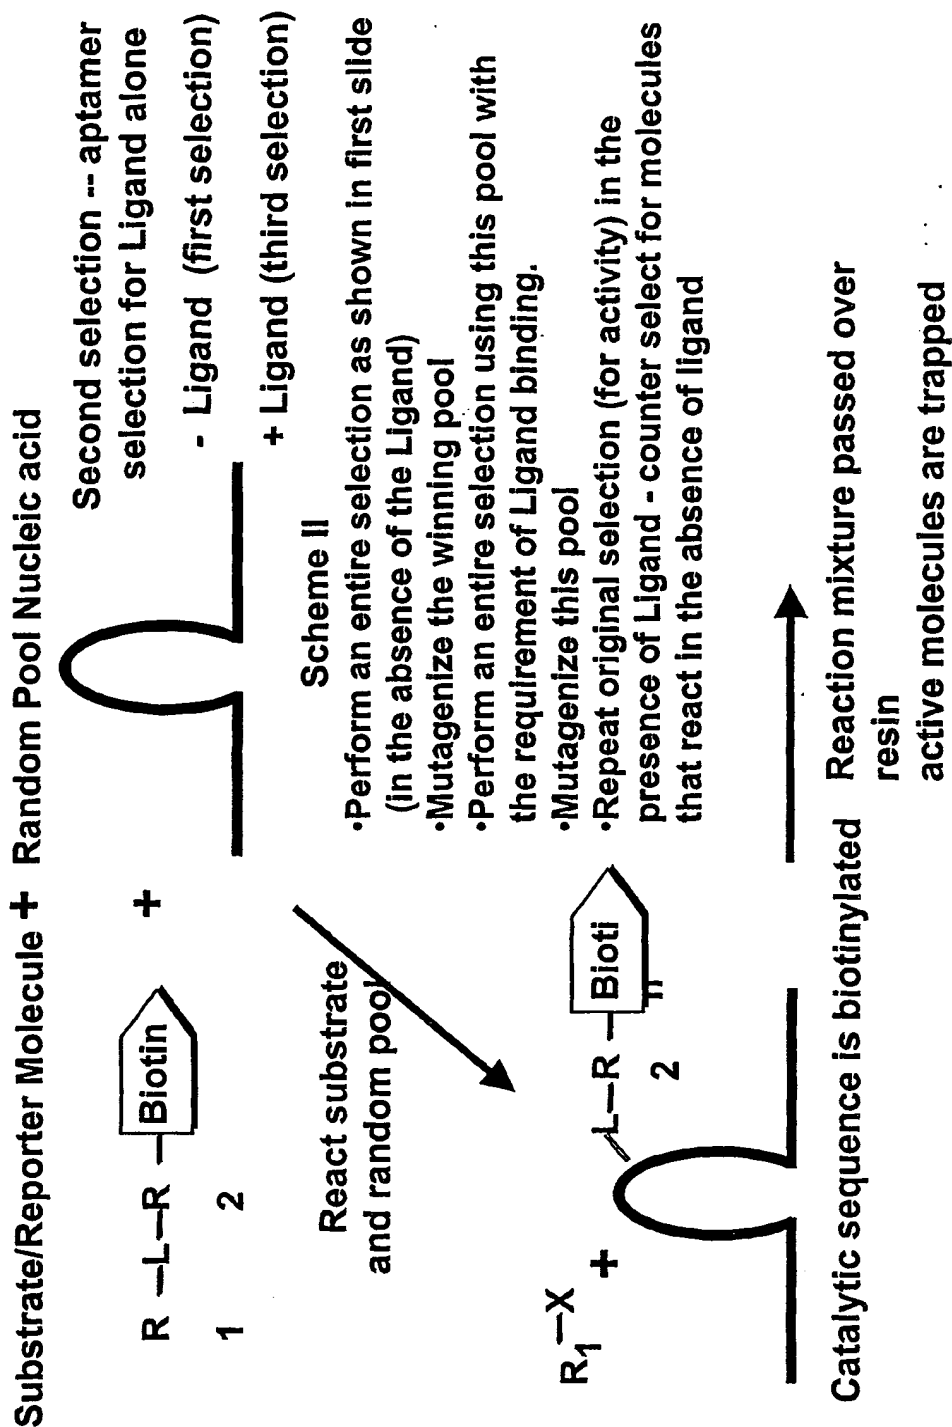 Substrate/Reporter Molecule + Random Pool Nucleic acid
R —L—R — Biotin +
1 2
Second selection -- aptamer
selection for Ligand alone
- Ligand (first selection)
+ Ligand (third selection)
React substrate
and random pool
Scheme II
•Perform an entire selection as shown in first slide
(in the absence of the Ligand)
•Mutagenize the winning pool
•Perform an entire selection using this pool with
the requirement of Ligand binding.
•Mutagenize this pool
•Repeat original selection (for activity) in the
presence of Ligand - counter select for molecules
that react in the absence of ligand
R1—X +
L—R — Bioti
n
2
Catalytic sequence is biotinylated
Reaction mixture passed over
resin
active molecules are trapped